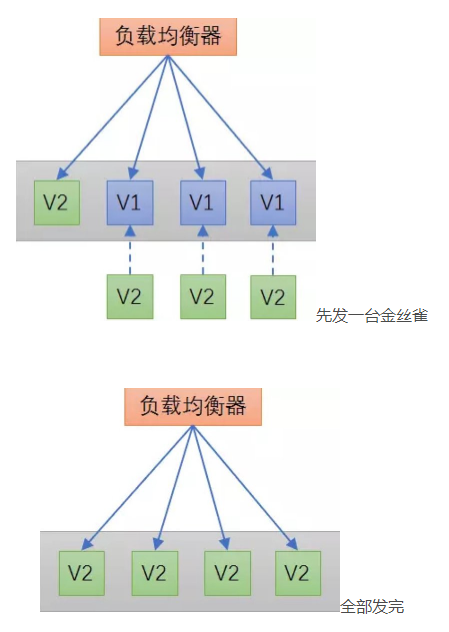 负载均衡器
V2 V1 V1 V1
V2 V2 V2
先发一台金丝雀
负载均衡器
V2 V2 V2 V2
全部发完